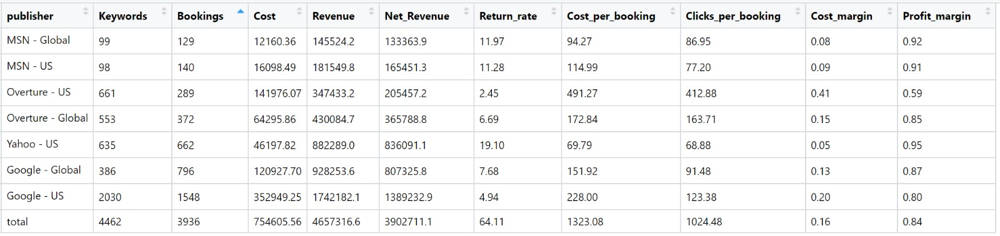 publisher Keywords Bookings Cost Revenue Net_Revenue Return_rate Cost_per_booking Clicks_per_booking Cost_margin Profit_margin
MSN - Global 99 129 12160.36 145524.2 133363.9 11.97 94.27 86.95 0.08 0.92
MSN - US 98 140 16098.49 181549.8 165451.3 11.28 114.99 77.20 0.09 0.91
Overture - US 661 289 141976.07 347433.2 205457.2 2.45 491.27 412.88 0.41 0.59
Overture - Global 553 372 64295.86 430084.7 365788.8 6.69 172.84 163.71 0.15 0.85
Yahoo - US 635 662 46197.82 882289.0 836091.1 19.10 69.79 68.88 0.05 0.95
Google - Global 386 796 120927.70 928253.6 807325.8 7.68 151.92 91.48 0.13 0.87
Google - US 2030 1548 352949.25 1742182.1 1389232.9 4.94 228.00 123.38 0.20 0.80
total 4462 3936 754605.56 4657316.6 3902711.1 64.11 1323.08 1024.48 0.16 0.84